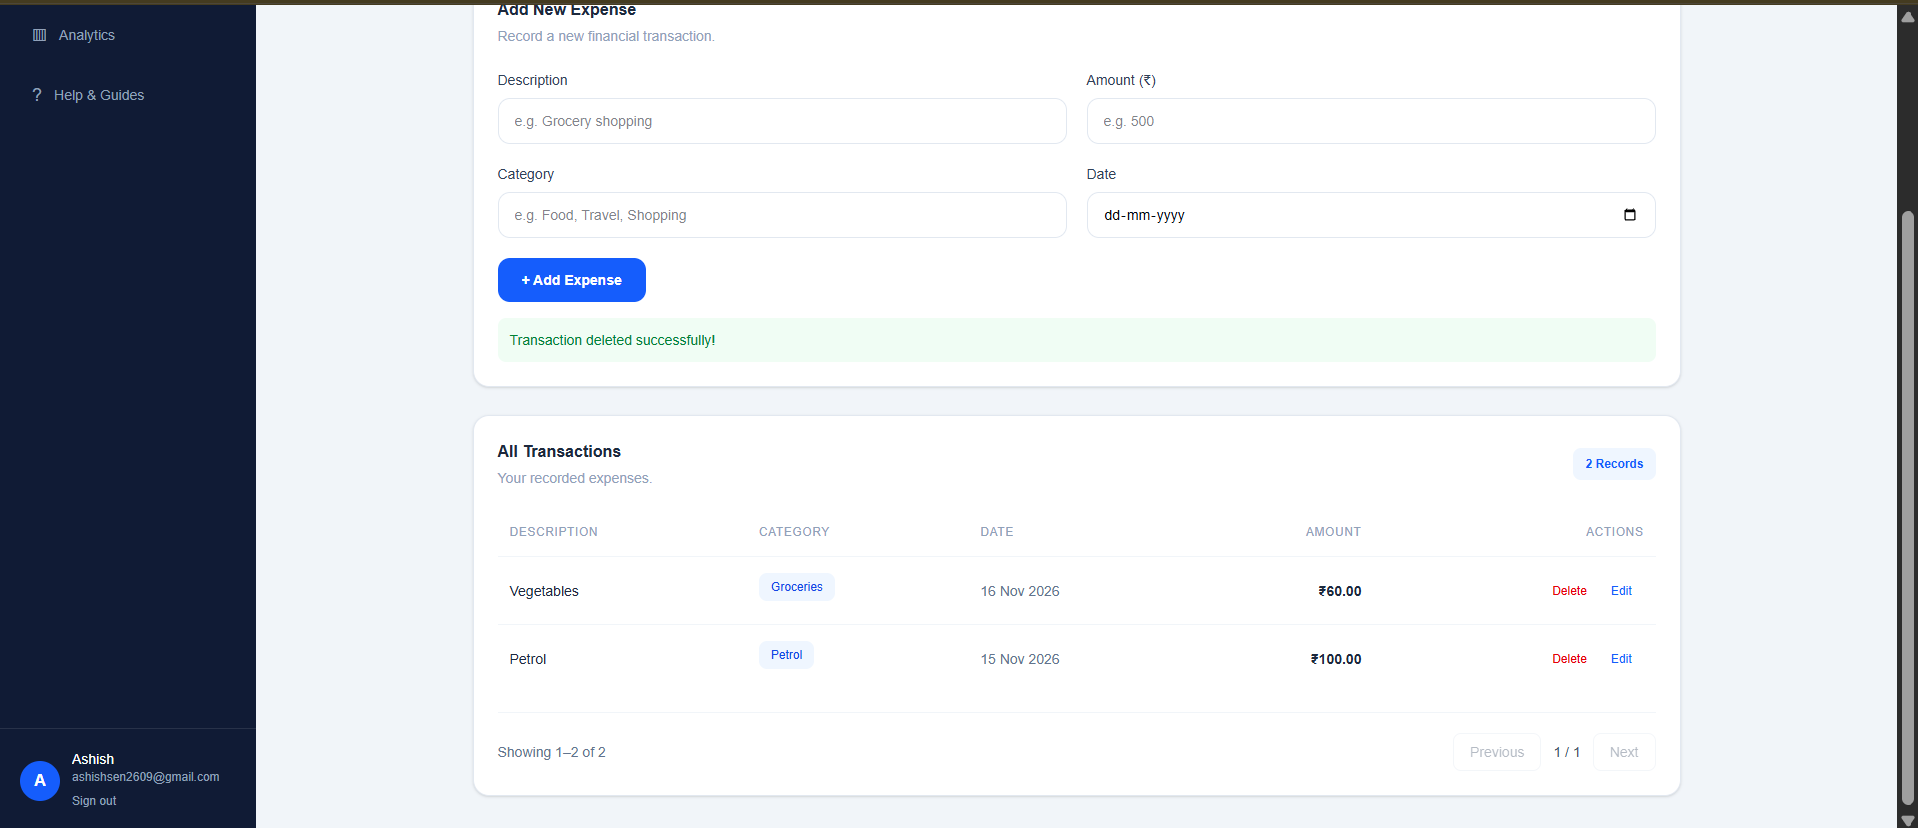 Analytics
? Help & Guides
Add New Expense
Record a new financial transaction.
Description
Amount (₹)
e.g. Grocery shopping
e.g. 500
Category
Date
e.g. Food, Travel, Shopping
dd-mm-yyyy
+ Add Expense
Transaction deleted successfully!
All Transactions
Your recorded expenses.
2 Records
DESCRIPTION CATEGORY DATE AMOUNT ACTIONS
Vegetables Groceries 16 Nov 2026 ₹60.00 Delete Edit
Petrol Petrol 15 Nov 2026 ₹100.00 Delete Edit
Showing 1–2 of 2
Previous 1 / 1 Next
A
Ashish
ashishsen2609@gmail.com
Sign out